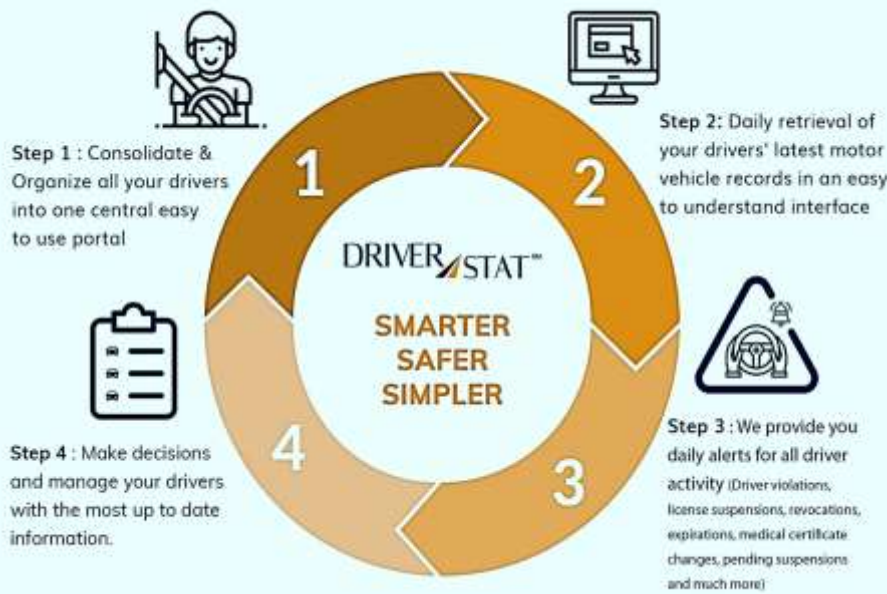 Step 1 : Consolidate &
Organize all your drivers
into one central easy
to use portal
1
Step 2: Daily retrieval of
your drivers' latest motor
vehicle records in an easy
to understand interface
2
DRIVER STAT™
SMARTER
SAFER
SIMPLER
Step 3 : We provide you
daily alerts for all driver
activity (Driver violations,
license suspensions, revocations,
expirations, medical certificate
changes, pending suspensions
and much more)
3
Step 4 : Make decisions
and manage your drivers
with the most up to date
information.
4